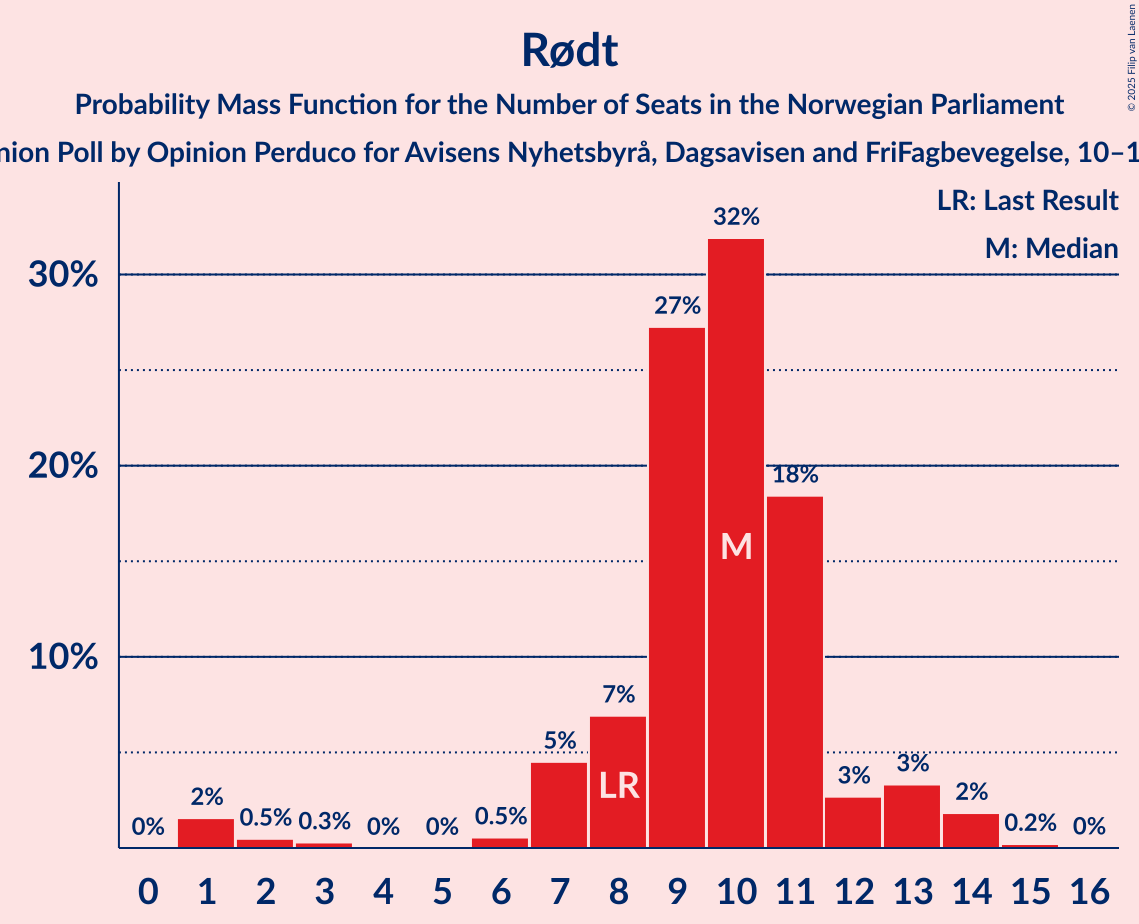 Rødt
© 2025 Filip van Laenen
Probability Mass Function for the Number of Seats in the Norwegian Parliament
nion Poll by Opinion Perduco for Avisens Nyhetsbyrå, Dagsavisen and FriFagbevegelse, 10–1
LR: Last Result
M: Median
30%
20%
10%
0%
2%
0.5%
0.3%
0%
0%
0.5%
5%
7%
27%
32%
18%
3%
3%
2%
0.2%
0%
LR
M
0 1 2 3 4 5 6 7 8 9 10 11 12 13 14 15 16